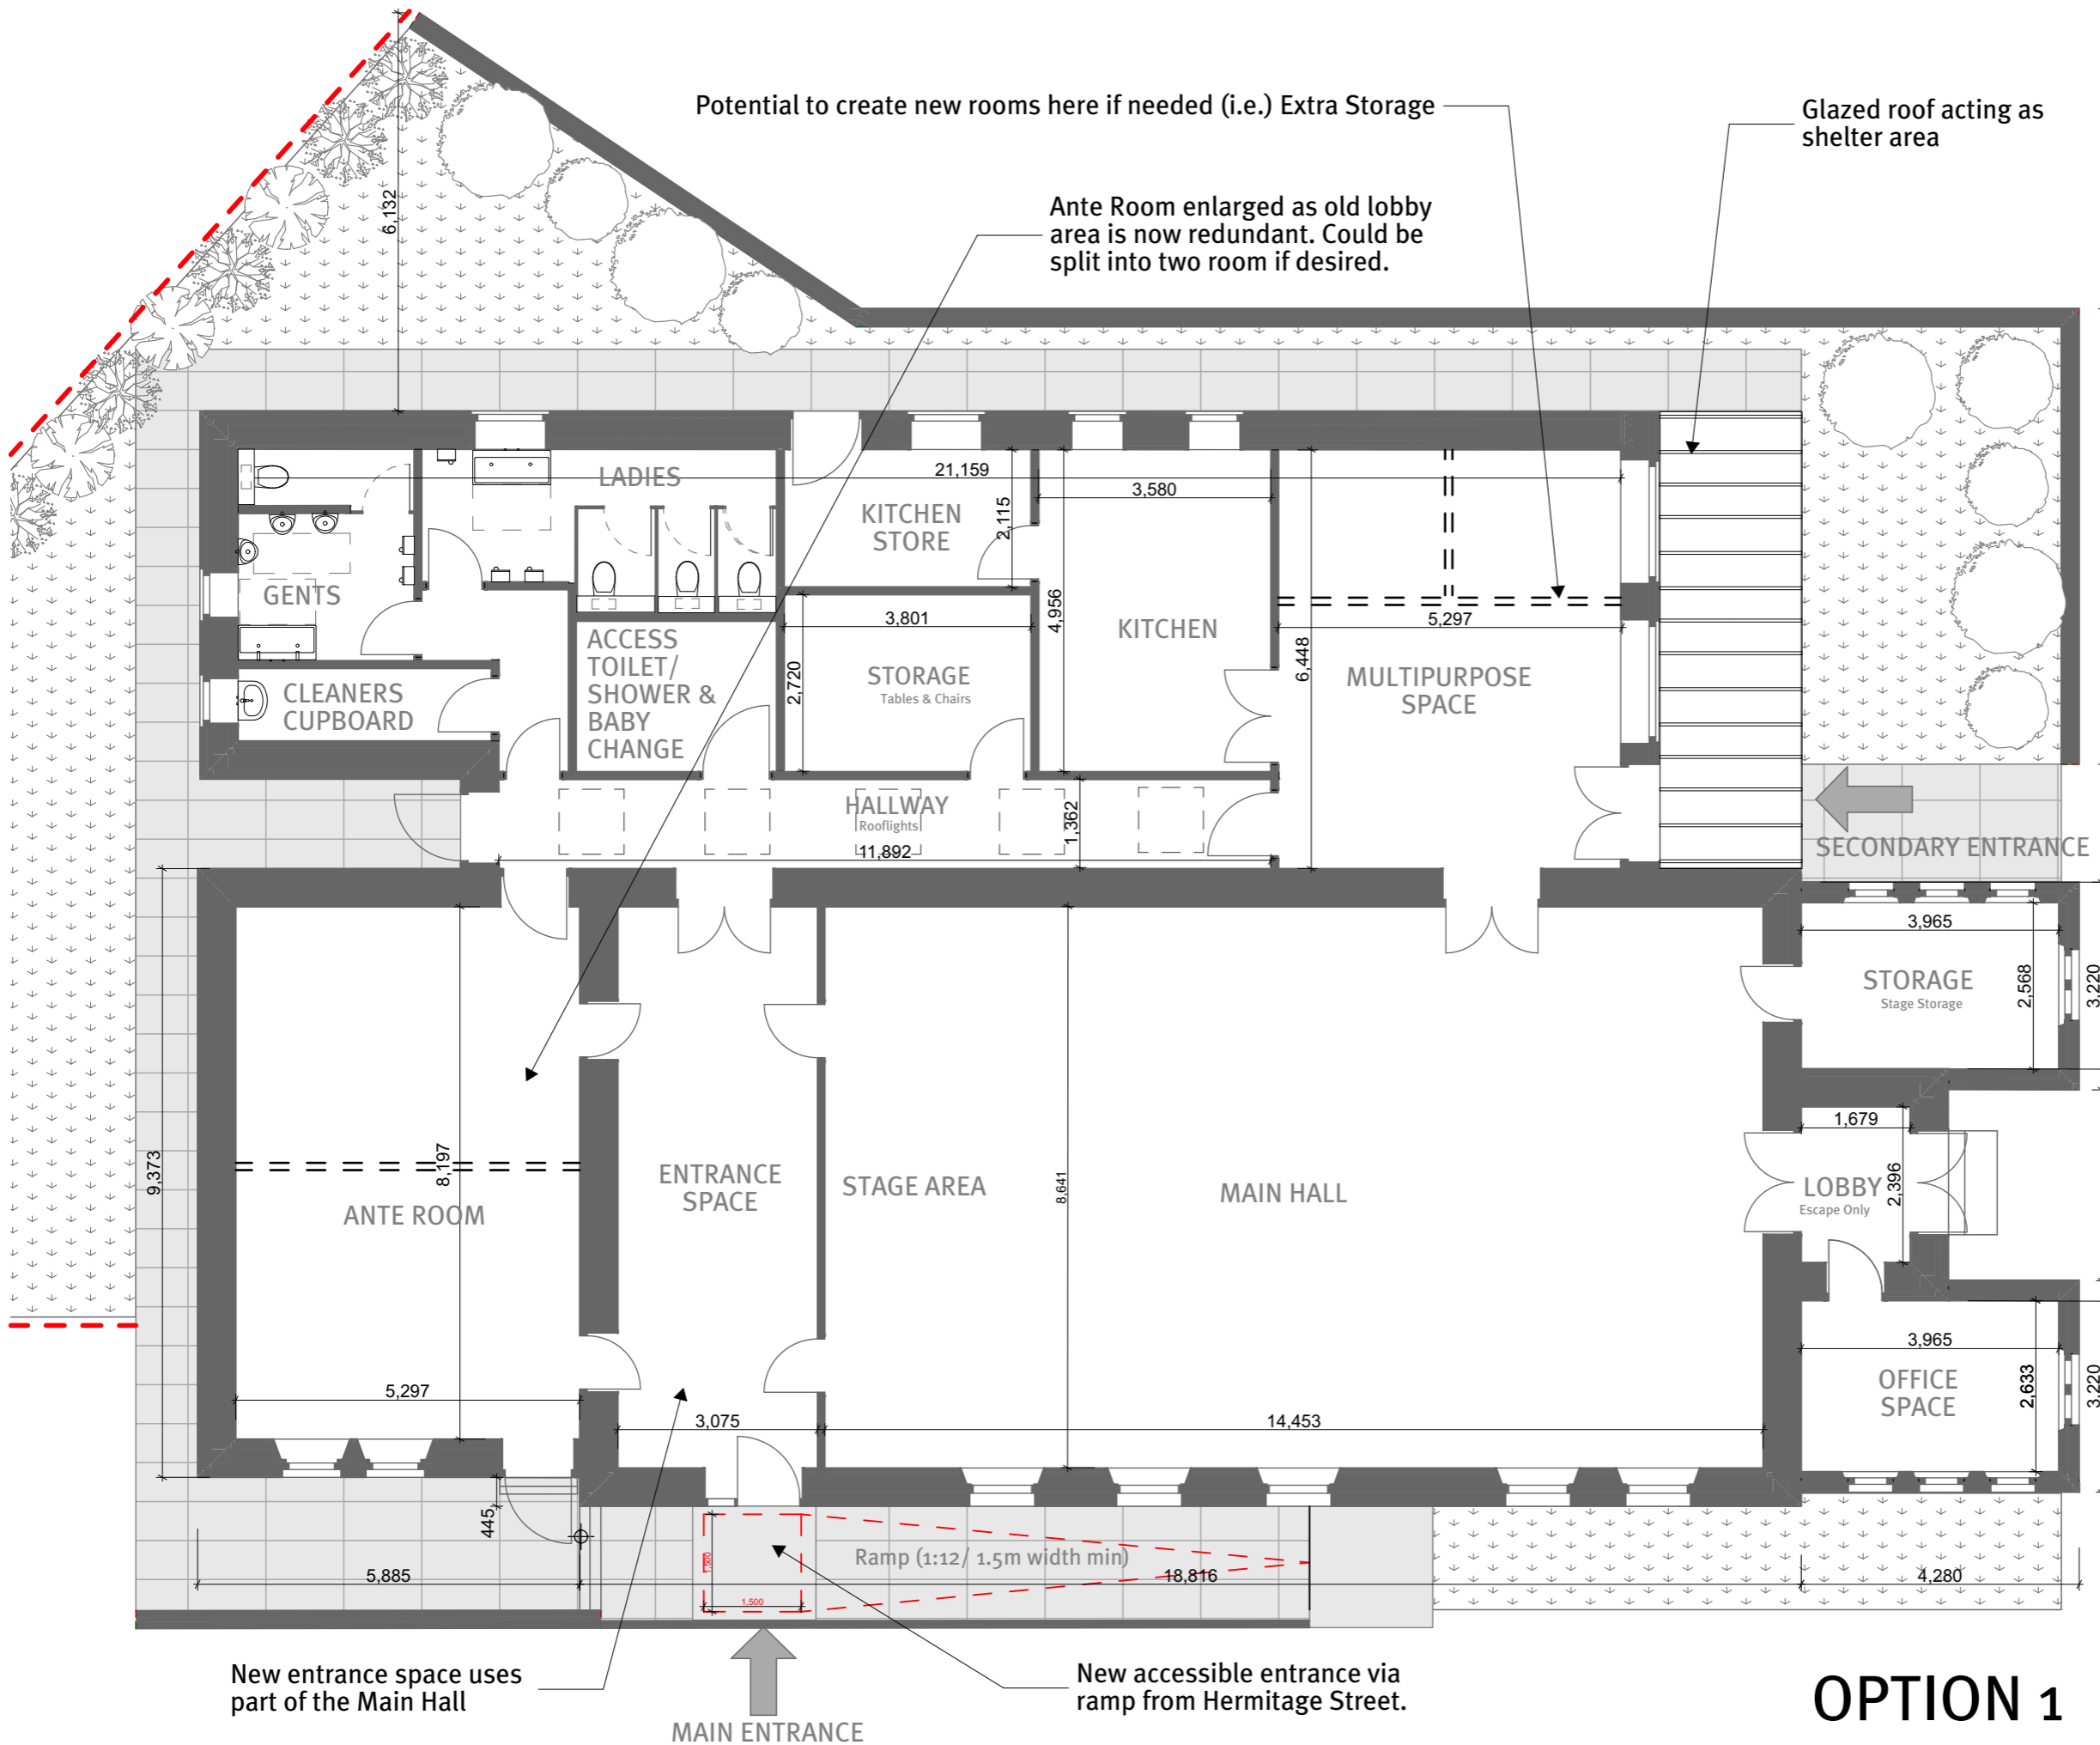 Potential to create new rooms here if needed (i.e.) Extra Storage
Glazed roof acting as
shelter area
Ante Room enlarged as old lobby
area is now redundant. Could be
split into two room if desired.
6,132
LADIES
21,159
3,580
2,115
KITCHEN
STORE
GENTS
4,956
KITCHEN
5,297
6,448
MULTIPURPOSE
SPACE
ACCESS
TOILET/
SHOWER &
BABY
CHANGE
3,801
2,720
STORAGE
Tables & Chairs
CLEANERS
CUPBOARD
HALLWAY
Rooflights
1,362
11,892
SECONDARY ENTRANCE
3,965
STORAGE
Stage Storage
2,568
3,220
9,373
8,197
ANTE ROOM
5,297
ENTRANCE
SPACE
3,075
STAGE AREA
8,641
MAIN HALL
14,453
1,679
2,396
LOBBY
Escape Only
3,965
OFFICE
SPACE
2,633
3,220
445
5,885
1,500
1,500
Ramp (1:12/ 1.5m width min)
18,816
4,280
New entrance space uses
part of the Main Hall
MAIN ENTRANCE
New accessible entrance via
ramp from Hermitage Street.
OPTION 1